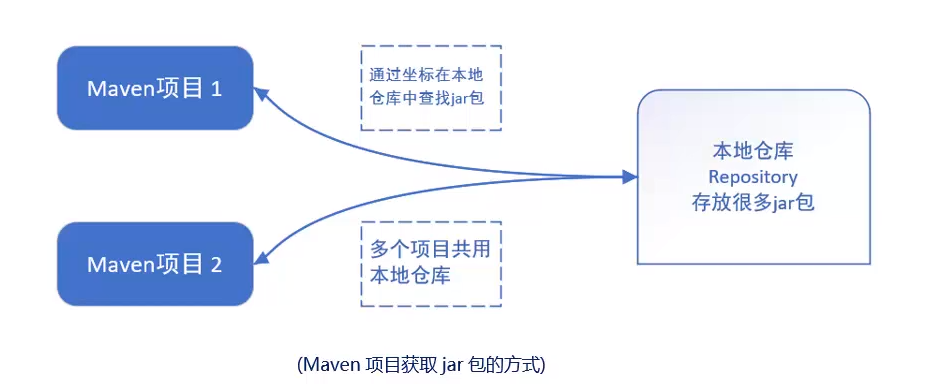 Maven项目 1
通过坐标在本地
仓库中查找jar包
本地仓库
Repository
存放很多jar包
Maven项目 2
多个项目共用
本地仓库
(Maven 项目获取 jar 包的方式)